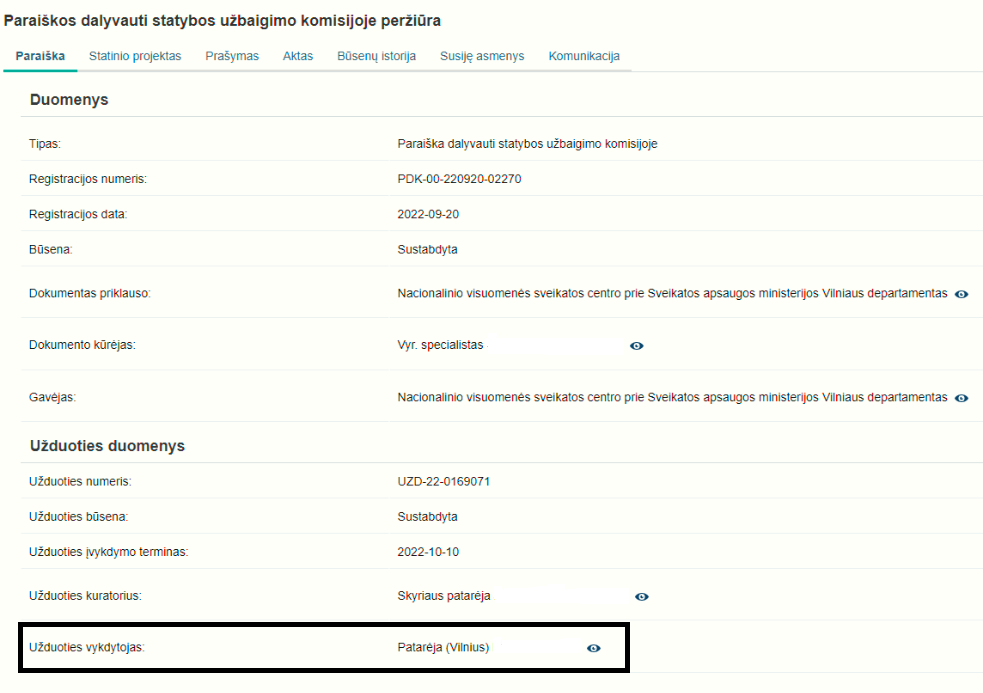 Paraiškos dalyvauti statybos užbaigimo komisijoje peržiūra
Paraiška Statinio projektas Prašymas Aktas Būsenų istorija Susiję asmenys Komunikacija
Duomenys
Tipas: Paraiška dalyvauti statybos užbaigimo komisijoje
Registracijos numeris: PDK-00-220920-02270
Registracijos data: 2022-09-20
Būsena: Sustabdyta
Dokumentas priklauso: Nacionalinio visuomenės sveikatos centro prie Sveikatos apsaugos ministerijos Vilniaus departamentas
Dokumento kūrėjas: Vyr. specialistas
Gavėjas: Nacionalinio visuomenės sveikatos centro prie Sveikatos apsaugos ministerijos Vilniaus departamentas
Užduoties duomenys
Užduoties numeris: UZD-22-0169071
Užduoties būsena: Sustabdyta
Užduoties įvykdymo terminas: 2022-10-10
Užduoties kuratorius: Skyriaus patarėja
Užduoties vykdytojas: Patarėja (Vilnius)